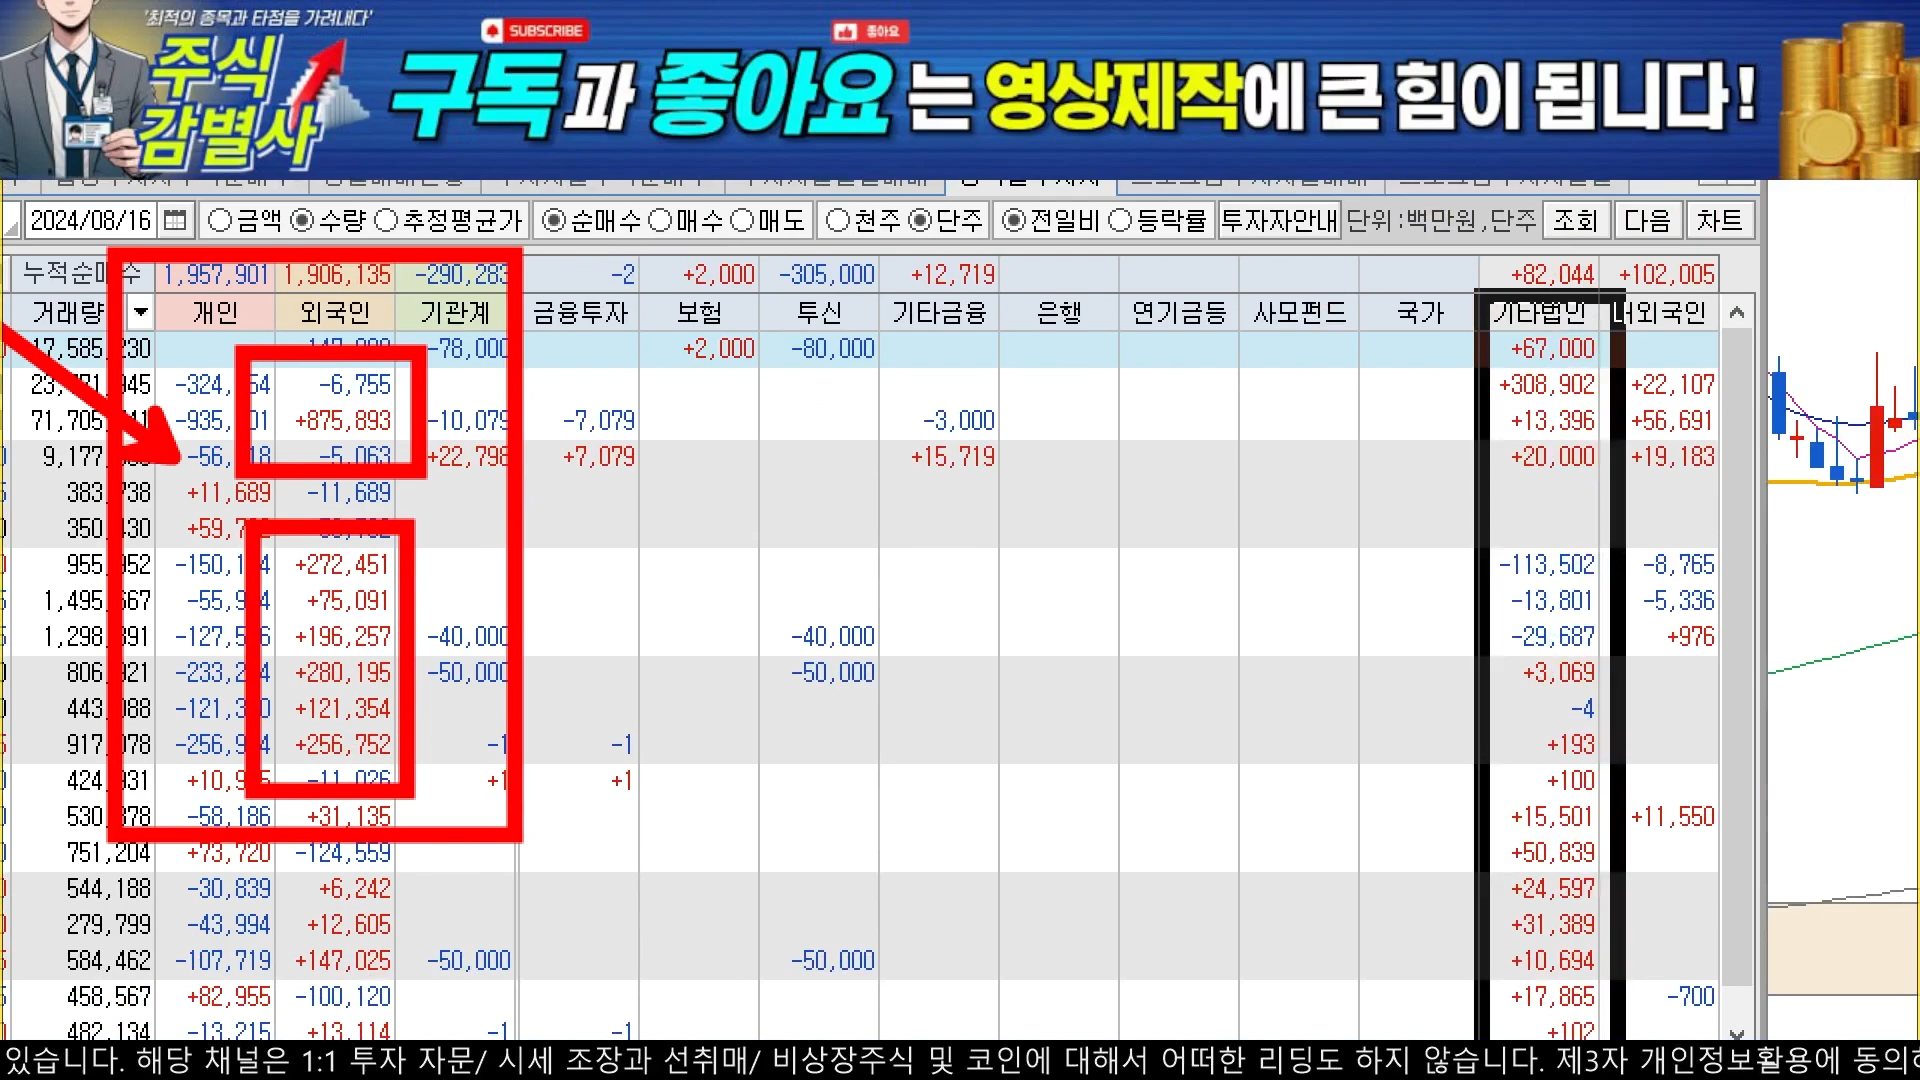 '최적의 종목과 타점을 가려내다'
주식
감별사
SUBSCRIBE
좋아요
구독과 좋아요는 영상제작에 큰 힘이 됩니다!
2024/08/16 금액 수량 추정평균가 순매수 매수 매도 천주 단주 전일비 등락률 투자자안내 단위:백만원,단주 조회 다음 차트
누적순매수 1,957,901 1,906,135 -290,283 -2 +2,000 -305,000 +12,719 +82,044 +102,005
거래량 개인 외국인 기관계 금융투자 보험 투신 기타금융 은행 연기금등 사모펀드 국가 기타법인 외국인
-78,000 +2,000 -80,000 +67,000
-6,755 +308,902 +22,107
+875,893 -10,079 -7,079 -3,000 +13,396 +56,691
-5,063 +22,798 +7,079 +15,719 +20,000 +19,183
+11,689 -11,689
+272,451 -113,502 -8,765
+75,091 -13,801 -5,336
+196,257 -40,000 -40,000 -29,687 +976
+280,195 -50,000 -50,000 +3,069
+121,354 -4
+256,752 -1 -1 +193
-11,026 +1 +1 +100
-58,186 +31,135 +15,501 +11,550
751,204 +73,720 -124,559 +50,839
544,188 -30,839 +6,242 +24,597
279,799 -43,994 +12,605 +31,389
584,462 -107,719 +147,025 -50,000 -50,000 +10,694
458,567 +82,955 -100,120 +17,865 -700
482,134 -13,215 +13,114 -1 -1 +102
있습니다. 해당 채널은 1:1 투자 자문/ 시세 조장과 선취매/ 비상장주식 및 코인에 대해서 어떠한 리딩도 하지 않습니다. 제3자 개인정보활용에 동의하